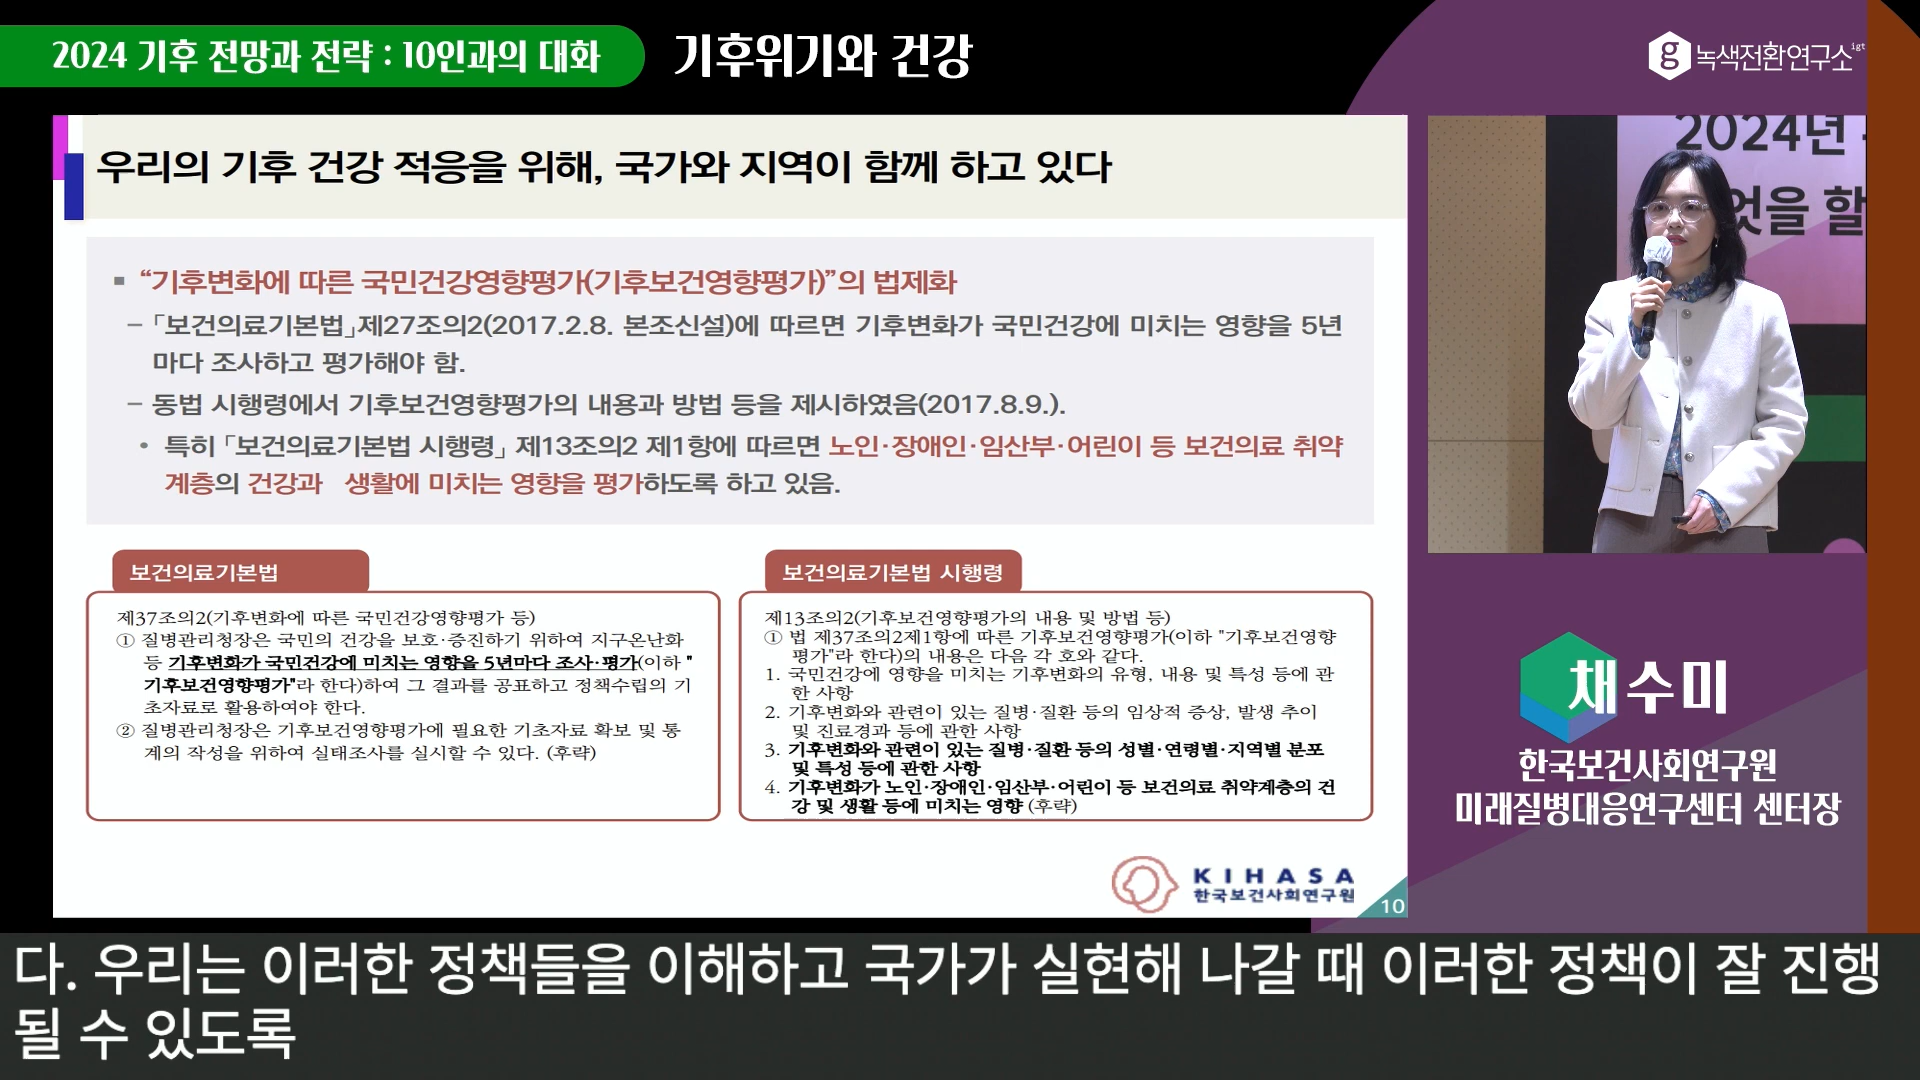 2024 기후 전망과 전략 : 10인과의 대화
기후위기와 건강
녹색전환연구소 igt
우리의 기후 건강 적응을 위해, 국가와 지역이 함께 하고 있다
▪ “기후변화에 따른 국민건강영향평가(기후보건영향평가)”의 법제화
– 「보건의료기본법」제27조의2(2017.2.8. 본조신설)에 따르면 기후변화가 국민건강에 미치는 영향을 5년
마다 조사하고 평가해야 함.
– 동법 시행령에서 기후보건영향평가의 내용과 방법 등을 제시하였음(2017.8.9.).
• 특히 「보건의료기본법 시행령」 제13조의2 제1항에 따르면 노인·장애인·임산부·어린이 등 보건의료 취약
계층의 건강과 생활에 미치는 영향을 평가하도록 하고 있음.
보건의료기본법
제37조의2(기후변화에 따른 국민건강영향평가 등)
① 질병관리청장은 국민의 건강을 보호·증진하기 위하여 지구온난화
등 기후변화가 국민건강에 미치는 영향을 5년마다 조사·평가(이하 "
기후보건영향평가"라 한다)하여 그 결과를 공표하고 정책수립의 기
초자료로 활용하여야 한다.
② 질병관리청장은 기후보건영향평가에 필요한 기초자료 확보 및 통
계의 작성을 위하여 실태조사를 실시할 수 있다. (후략)
보건의료기본법 시행령
제13조의2(기후보건영향평가의 내용 및 방법 등)
① 법 제37조의2제1항에 따른 기후보건영향평가(이하 "기후보건영향
평가"라 한다)의 내용은 다음 각 호와 같다.
1. 국민건강에 영향을 미치는 기후변화의 유형, 내용 및 특성 등에 관
한 사항
2. 기후변화와 관련이 있는 질병·질환 등의 임상적 증상, 발생 추이
및 진료경과 등에 관한 사항
3. 기후변화와 관련이 있는 질병·질환 등의 성별·연령별·지역별 분포
및 특성 등에 관한 사항
4. 기후변화가 노인·장애인·임산부·어린이 등 보건의료 취약계층의 건
강 및 생활 등에 미치는 영향 (후략)
KIHASA
한국보건사회연구원
10
2024년
엇을 할
채수미
한국보건사회연구원
미래질병대응연구센터 센터장
다. 우리는 이러한 정책들을 이해하고 국가가 실현해 나갈 때 이러한 정책이 잘 진행
될 수 있도록